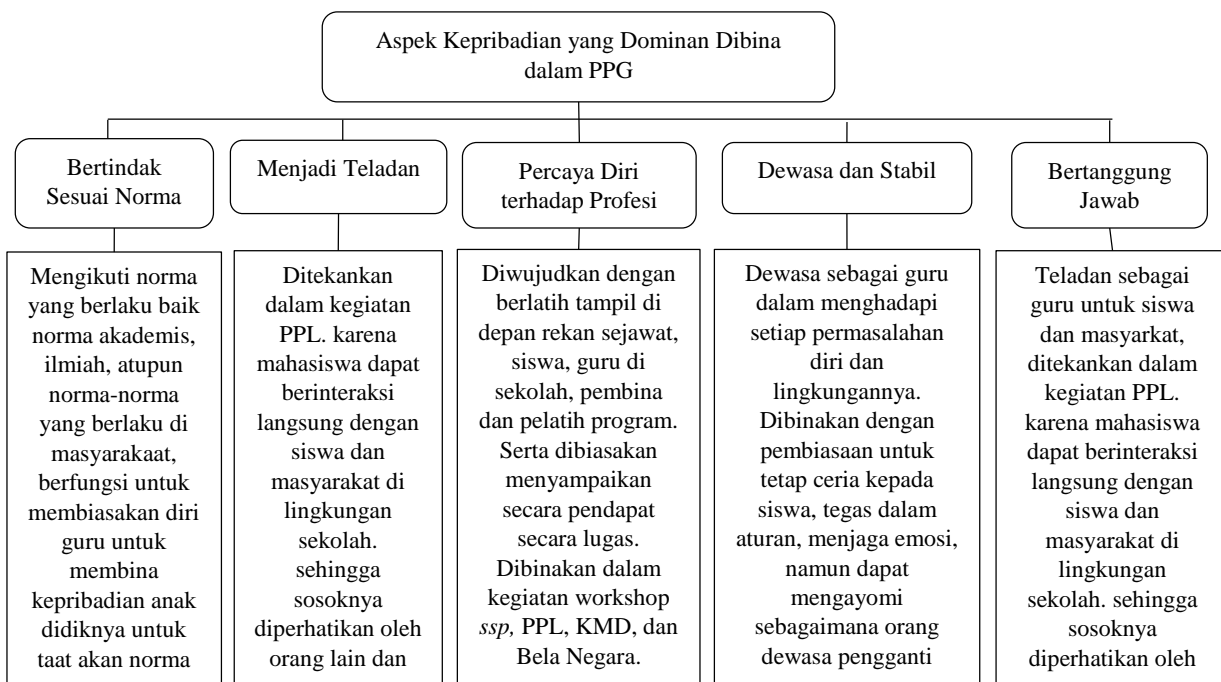 Aspek Kepribadian yang Dominan Dibina
dalam PPG
Bertindak
Sesuai Norma
Menjadi Teladan
Percaya Diri
terhadap Profesi
Dewasa dan Stabil
Bertanggung
Jawab
Mengikuti norma
yang berlaku baik
norma akademis,
ilmiah, atupun
norma-norma
yang berlaku di
masyarakaat,
berfungsi untuk
membiasakan diri
guru untuk
membina
kepribadian anak
didiknya untuk
taat akan norma
Ditekankan
dalam kegiatan
PPL. karena
mahasiswa dapat
berinteraksi
langsung dengan
siswa dan
masyarakat di
lingkungan
sekolah.
sehingga
sosoknya
diperhatikan oleh
orang lain dan
Diwujudkan dengan
berlatih tampil di
depan rekan sejawat,
siswa, guru di
sekolah, pembina
dan pelatih program.
Serta dibiasakan
menyampaikan
secara pendapat
secara lugas.
Dibinakan dalam
kegiatan workshop
ssp, PPL, KMD, dan
Bela Negara.
Dewasa sebagai guru
dalam menghadapi
setiap permasalahan
diri dan
lingkungannya.
Dibinakan dengan
pembiasaan untuk
tetap ceria kepada
siswa, tegas dalam
aturan, menjaga emosi,
namun dapat
mengayomi
sebagaimana orang
dewasa pengganti
Teladan sebagai
guru untuk siswa
dan masyarkat,
ditekankan dalam
kegiatan PPL.
karena mahasiswa
dapat berinteraksi
langsung dengan
siswa dan
masyarakat di
lingkungan
sekolah. sehingga
sosoknya
diperhatikan oleh